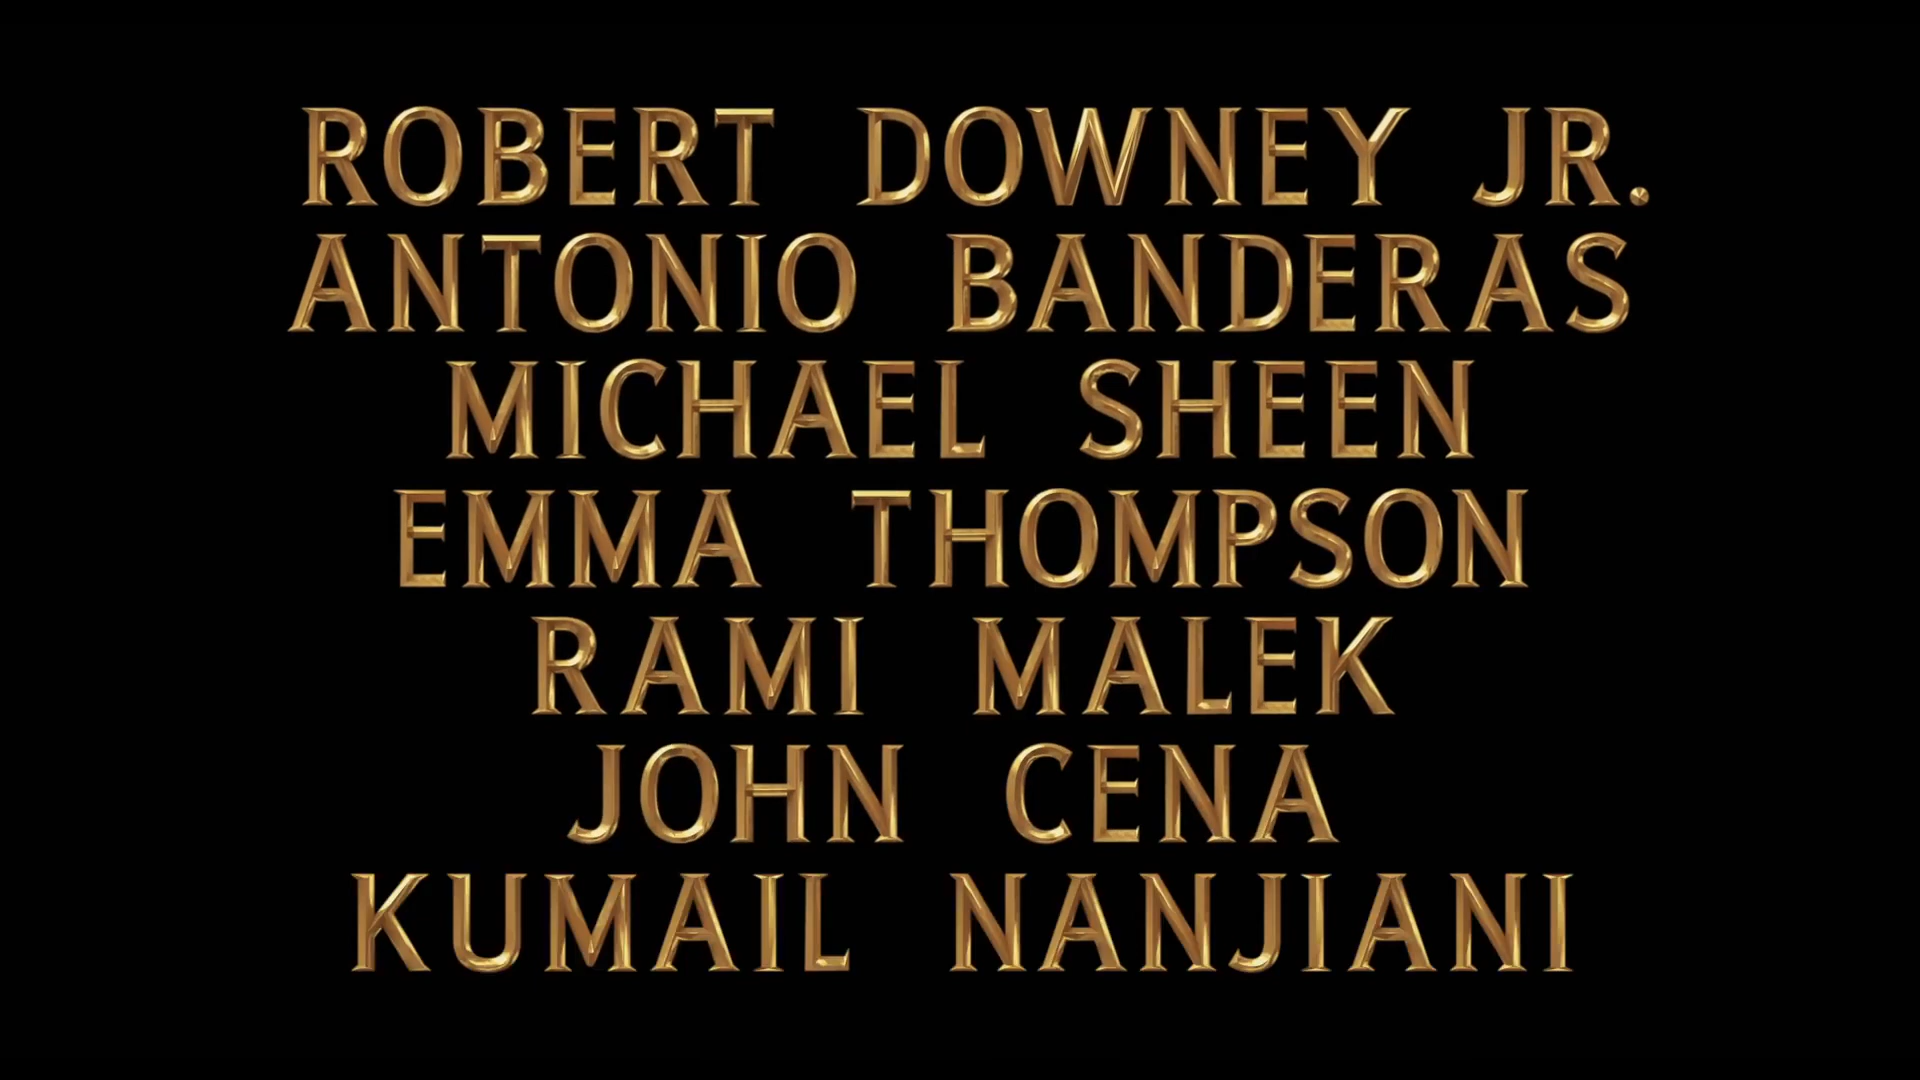 ROBERT DOWNEY JR.
ANTONIO BANDERAS
MICHAEL SHEEN
EMMA THOMPSON
RAMI MALEK
JOHN CENA
KUMAIL NANJIANI